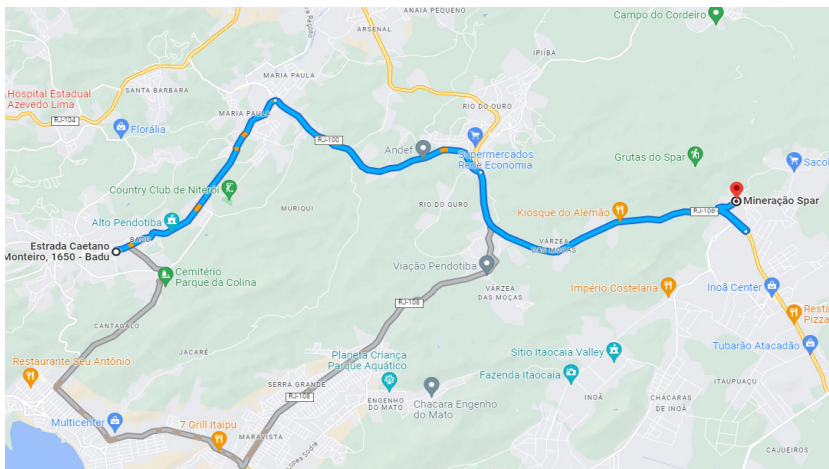 ANAIA PEQUENO
Campo do Cordeiro
ARSENAL
IPIÍBA
MARIA PAULA
SANTA BARBARA
Hospital Estadual
Azevedo Lima
RJ-104
MARIA PAULA
RIO DO OURO
Florália
RJ-100
Andef
Supermercados
Rede Economia
Grutas do Spar
Sacol
Country Club de Niterói
RIO DO OURO
MURIQUI
Kiosque do Alemão
RJ-106
Mineração Spar
Alto Pendotiba
BADU
Estrada Caetano
Monteiro, 1650 - Badu
VÁRZEA
DAS MOÇAS
Viação Pendotiba
Cemitério
Parque da Colina
VÁRZEA
DAS MOÇAS
Império Costelaria
Inoã Center
RJ-108
Resta
Pizza
CANTAGALO
JACARÉ
Tubarão Atacadão
Restaurante Seu Antônio
Planeta Criança
Parque Aquático
Sítio Itaocaia Valley
Fazenda Itaocaia
SERRA GRANDE
RJ-108
ENGENHO
DO MATO
Chacara Engenho
do Mato
INOÃ
CHÁCARAS
DE INOÃ
ITAIPUAÇU
Multicenter
7 Grill Itaipu
MARAVISTA
CAJUEIROS